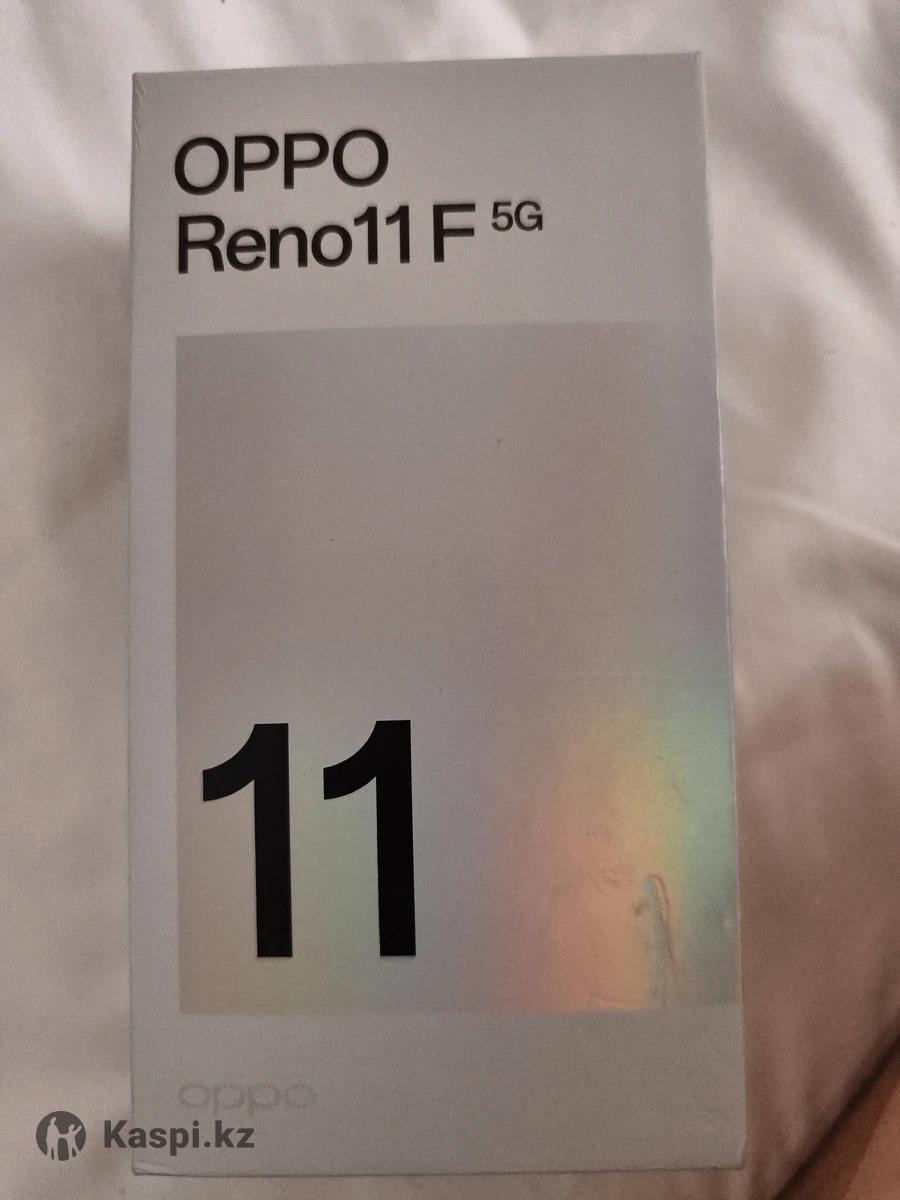 OPPO
Reno11 F 5G
11
oppo
Kaspi.kz